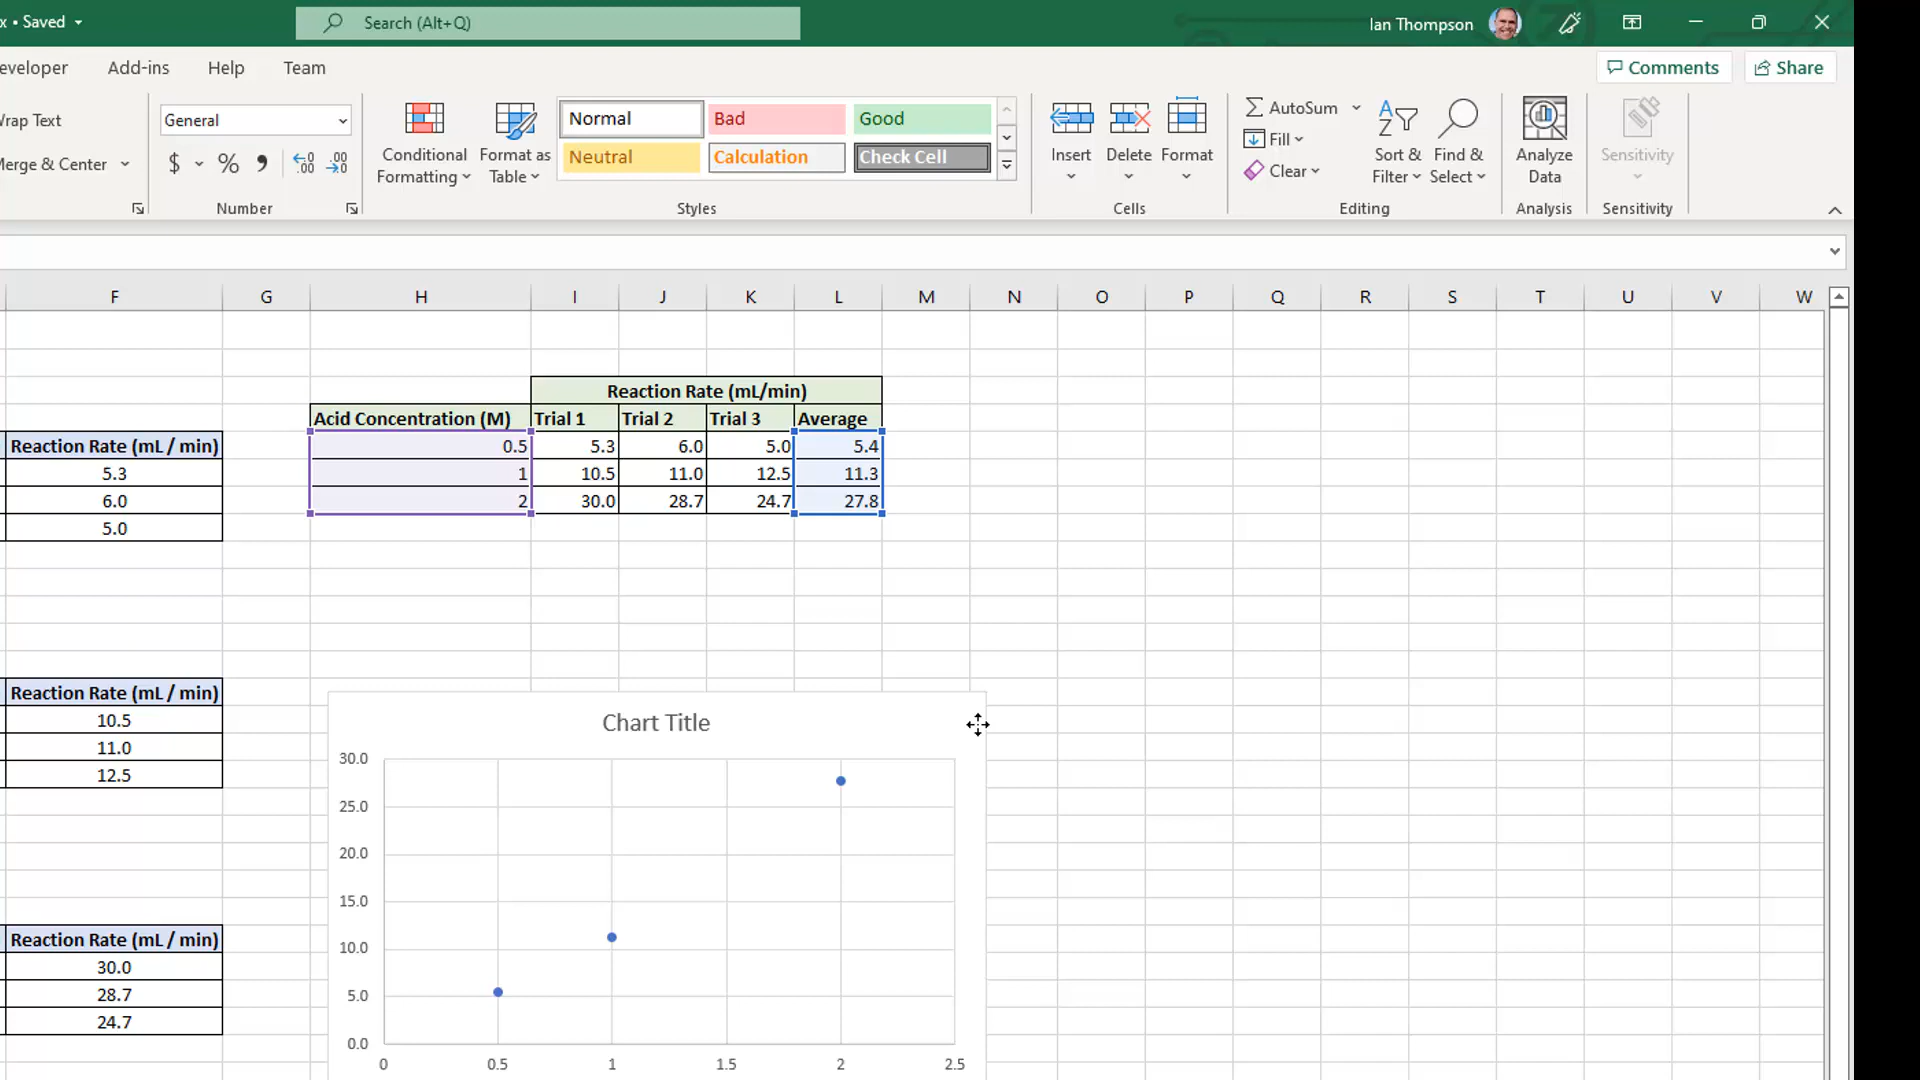 x • Saved
Search (Alt+Q)
Ian Thompson
eveloper
Add-ins
Help
Team
Comments
Share
Wrap Text
Merge & Center
General
$ % ,
Number
Conditional Formatting
Format as Table
Normal
Bad
Good
Neutral
Calculation
Check Cell
Styles
Insert
Delete
Format
Cells
AutoSum
Fill
Clear
Sort & Filter
Find & Select
Editing
Analyze Data
Analysis
Sensitivity
Sensitivity
F G H I J K L M N O P Q R S T U V W
Reaction Rate (mL/min)
Acid Concentration (M) Trial 1 Trial 2 Trial 3 Average
0.5 5.3 6.0 5.0 5.4
1 10.5 11.0 12.5 11.3
2 30.0 28.7 24.7 27.8
Reaction Rate (mL / min)
5.3
6.0
5.0
Reaction Rate (mL / min)
10.5
11.0
12.5
Reaction Rate (mL / min)
30.0
28.7
24.7
Chart Title
30.0
25.0
20.0
15.0
10.0
5.0
0.0
0 0.5 1 1.5 2 2.5